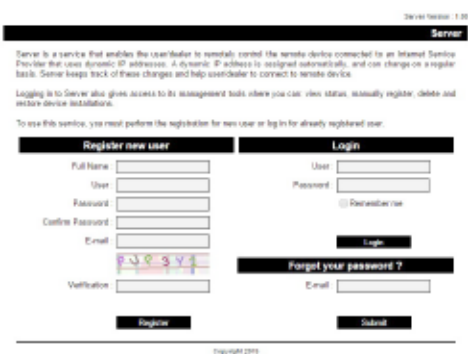 Server Version : 1.00
Server
Server is a service that enables the user/dealer to remotely control the remote device connected to an Internet Service
Provider that uses dynamic IP addresses. A dynamic IP address is assigned automatically, and can change on a regular
basis. Server keeps track of these changes and help user/dealer to connect to remote device.
Logging in to Server also gives access to its management tools where you can: view status, manually register, delete and
restore device installations.
To use this service, you must perform the registration for new user or log in for already registered user.
Register new user
Full Name :
User :
Password :
Confirm Password :
E-mail :
Verification :
Register
Login
User :
Password :
Remember me
Login
Forgot your password ?
E-mail :
Submit
Copyright